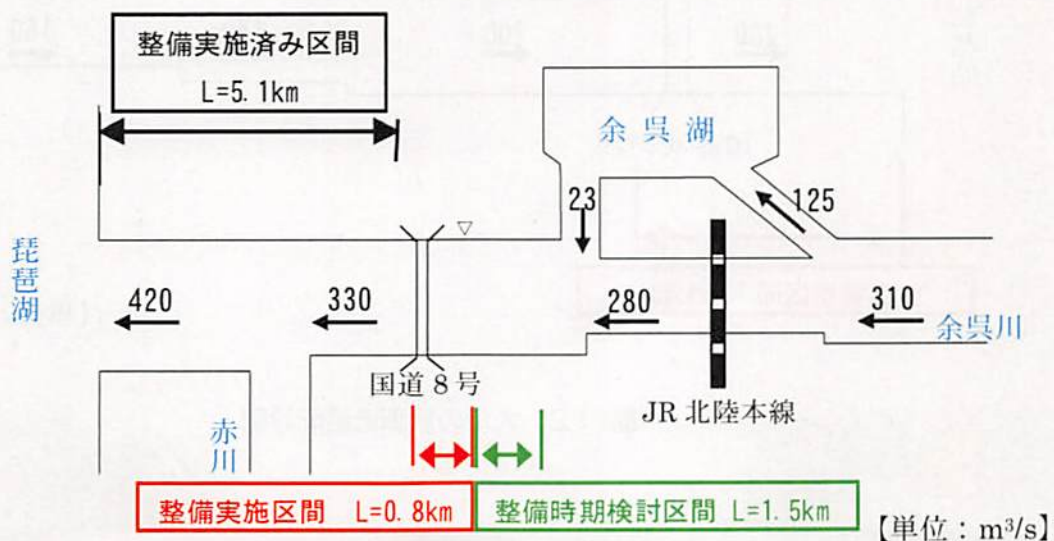 整備実施済み区間
L=5.1km
余呉湖
23
125
琵琶湖
420
330
280
310
余呉川
国道8号
JR北陸本線
赤川
整備実施区間 L=0.8km
整備時期検討区間 L=1.5km
【単位:m³/s】